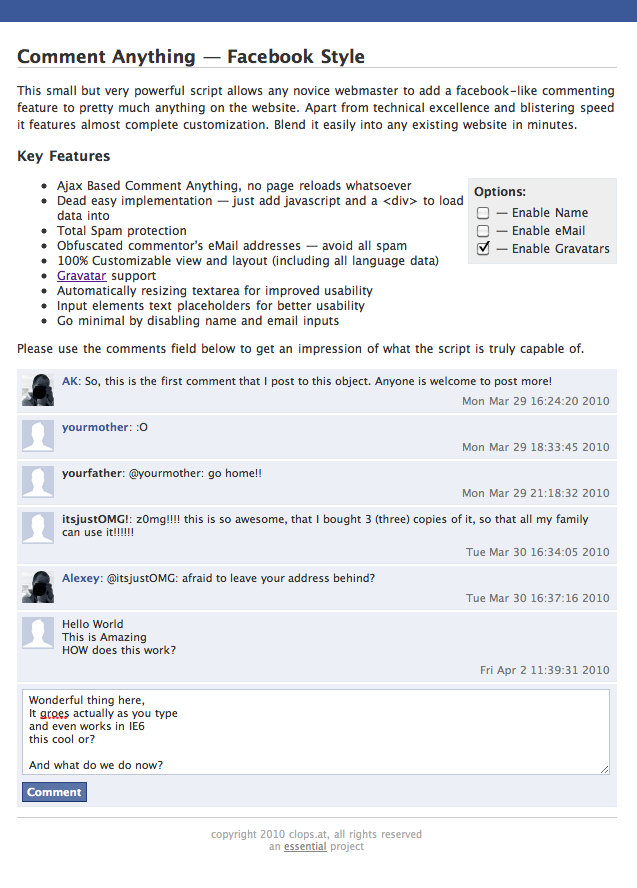 Comment Anything — Facebook Style
This small but very powerful script allows any novice webmaster to add a facebook-like commenting
feature to pretty much anything on the website. Apart from technical excellence and blistering speed
it features almost complete customization. Blend it easily into any existing website in minutes.
Key Features
Ajax Based Comment Anything, no page reloads whatsoever
Dead easy implementation — just add javascript and a <div> to load
data into
Total Spam protection
Obfuscated commentor's eMail addresses — avoid all spam
100% Customizable view and layout (including all language data)
Gravatar support
Automatically resizing textarea for improved usability
Input elements text placeholders for better usability
Go minimal by disabling name and email inputs
Options:
— Enable Name
— Enable eMail
— Enable Gravatars
Please use the comments field below to get an impression of what the script is truly capable of.
AK: So, this is the first comment that I post to this object. Anyone is welcome to post more!
Mon Mar 29 16:24:20 2010
yourmother: :O
Mon Mar 29 18:33:45 2010
yourfather: @yourmother: go home!!
Mon Mar 29 21:18:32 2010
itsjustOMG!: z0mg!!!! this is so awesome, that I bought 3 (three) copies of it, so that all my family
can use it!!!!!!
Tue Mar 30 16:34:05 2010
Alexey: @itsjustOMG: afraid to leave your address behind?
Tue Mar 30 16:37:16 2010
Hello World
This is Amazing
HOW does this work?
Fri Apr 2 11:39:31 2010
Wonderful thing here,
It groes actually as you type
and even works in IE6
this cool or?
And what do we do now?
Comment
copyright 2010 clops.at, all rights reserved
an essential project